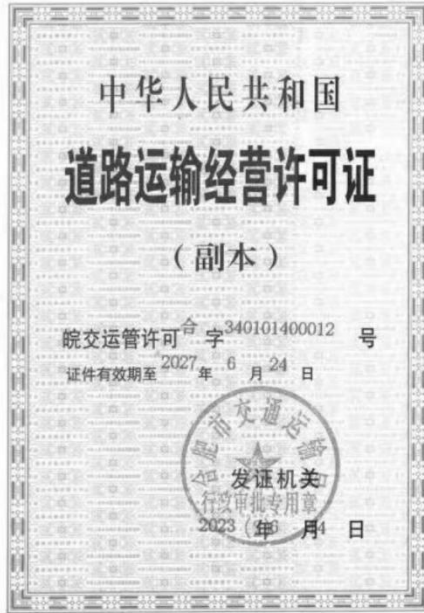 中华人民共和国
道路运输经营许可证
（副本）
皖交运管许可合字340101400012号
证件有效期至2027年6月24日
合肥市交通运输局
发证机关
行政审批专用章
2023年6月 日